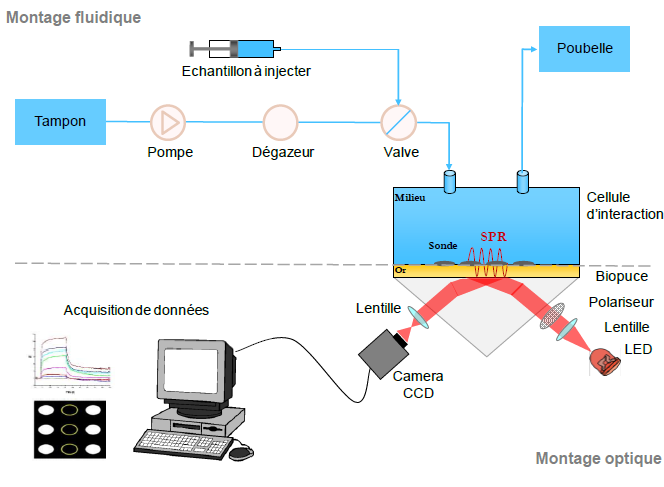 Montage fluidique
Echantillon à injecter
Poubelle
Tampon
Pompe
Dégazeur
Valve
Milieu
Cellule
d'interaction
Sonde
SPR
Or
Biopuce
Polariseur
Lentille
LED
Lentille
Camera
CCD
Acquisition de données
Montage optique